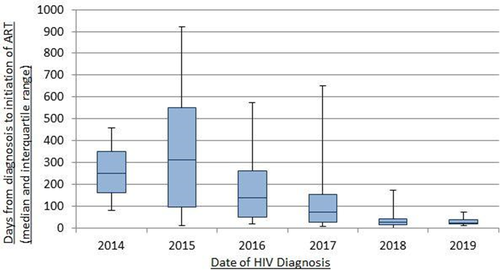 Days from diagnosois to initiation of ART
(median and interquartile range)
1000
900
800
700
600
500
400
300
200
100
0
2014 2015 2016 2017 2018 2019
Date of HIV Diagnosis